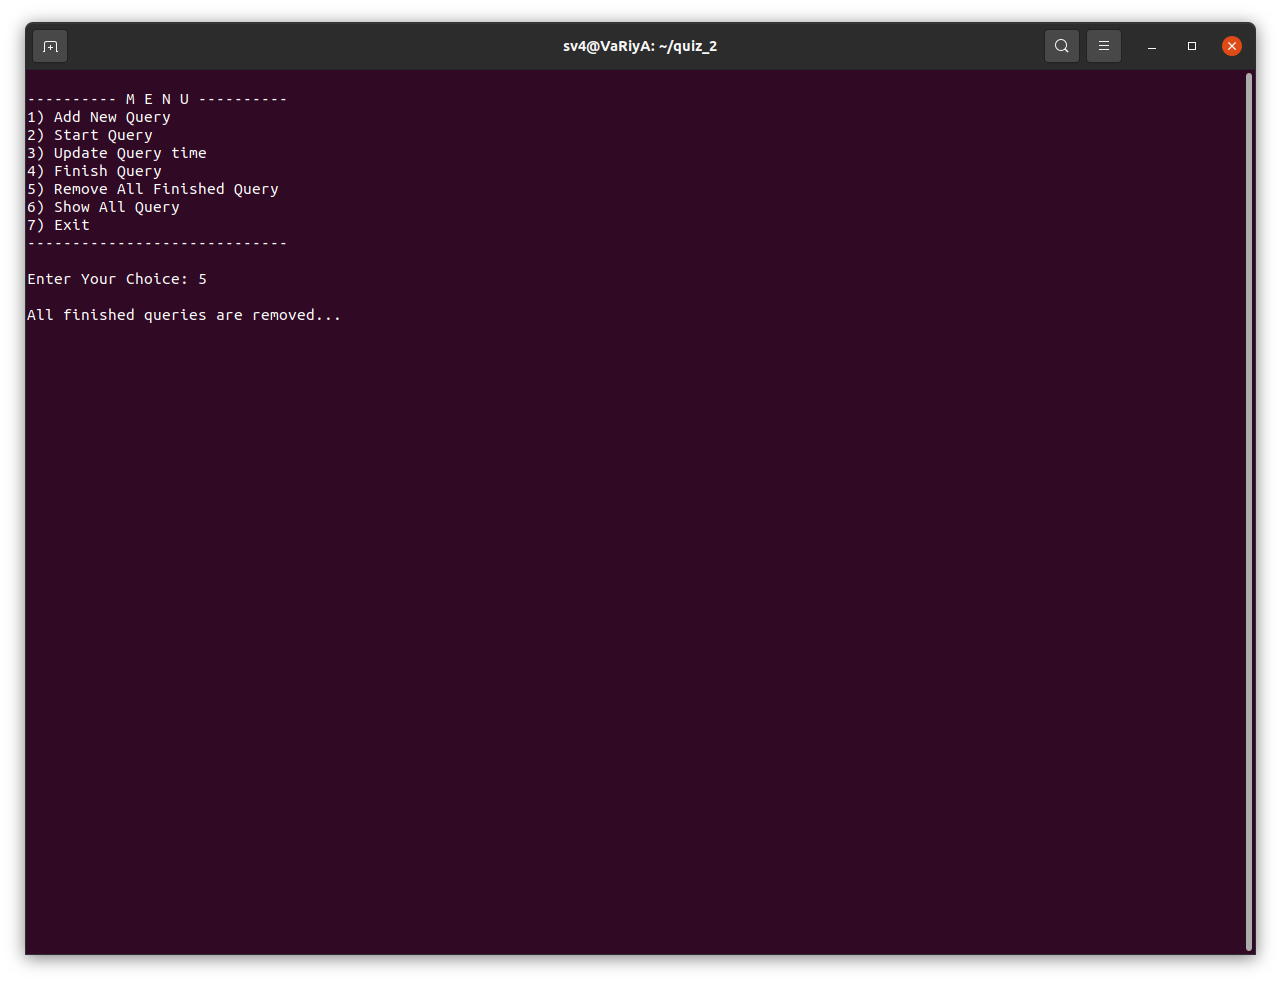 sv4@VaRiyA: ~/quiz_2
---------- M E N U ----------
1) Add New Query
2) Start Query
3) Update Query time
4) Finish Query
5) Remove All Finished Query
6) Show All Query
7) Exit
-----------------------------
Enter Your Choice: 5
All finished queries are removed...